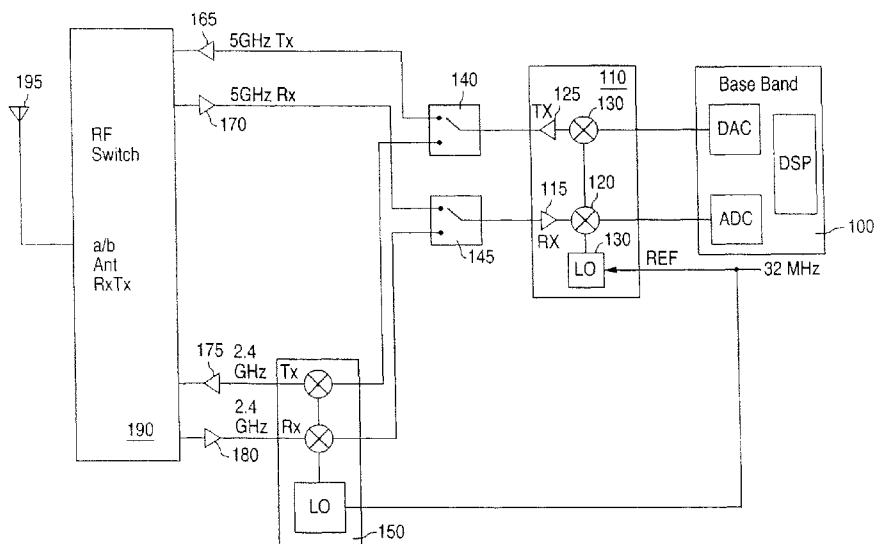 165
5GHz Tx
195
5GHz Rx
170
RF
Switch
a/b
Ant
RxTx
190
140
145
110
TX
125
130
115
120
RX
130
LO
REF
32 MHz
Base Band
DAC
DSP
ADC
100
175
2.4
GHz
Tx
2.4
GHz
Rx
180
LO
150